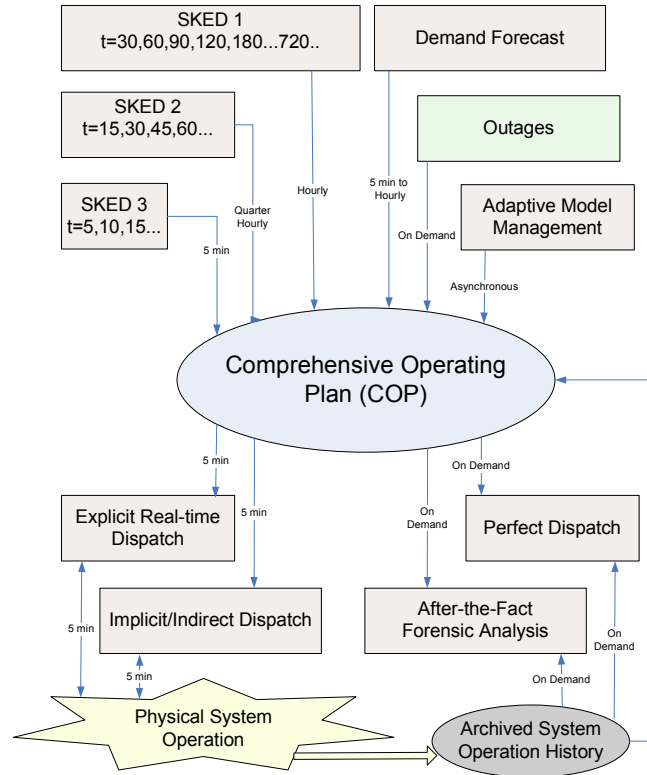 SKED 1
t=30,60,90,120,180...720..
Demand Forecast
SKED 2
t=15,30,45,60...
Outages
SKED 3
t=5,10,15...
Adaptive Model
Management
5 min
Quarter
Hourly
Hourly
5 min to
Hourly
On Demand
Asynchronous
Comprehensive Operating
Plan (COP)
5 min
5 min
On
Demand
On Demand
Explicit Real-time
Dispatch
Perfect Dispatch
Implicit/Indirect Dispatch
After-the-Fact
Forensic Analysis
5 min
5 min
On Demand
On
Demand
Physical System
Operation
Archived System
Operation History